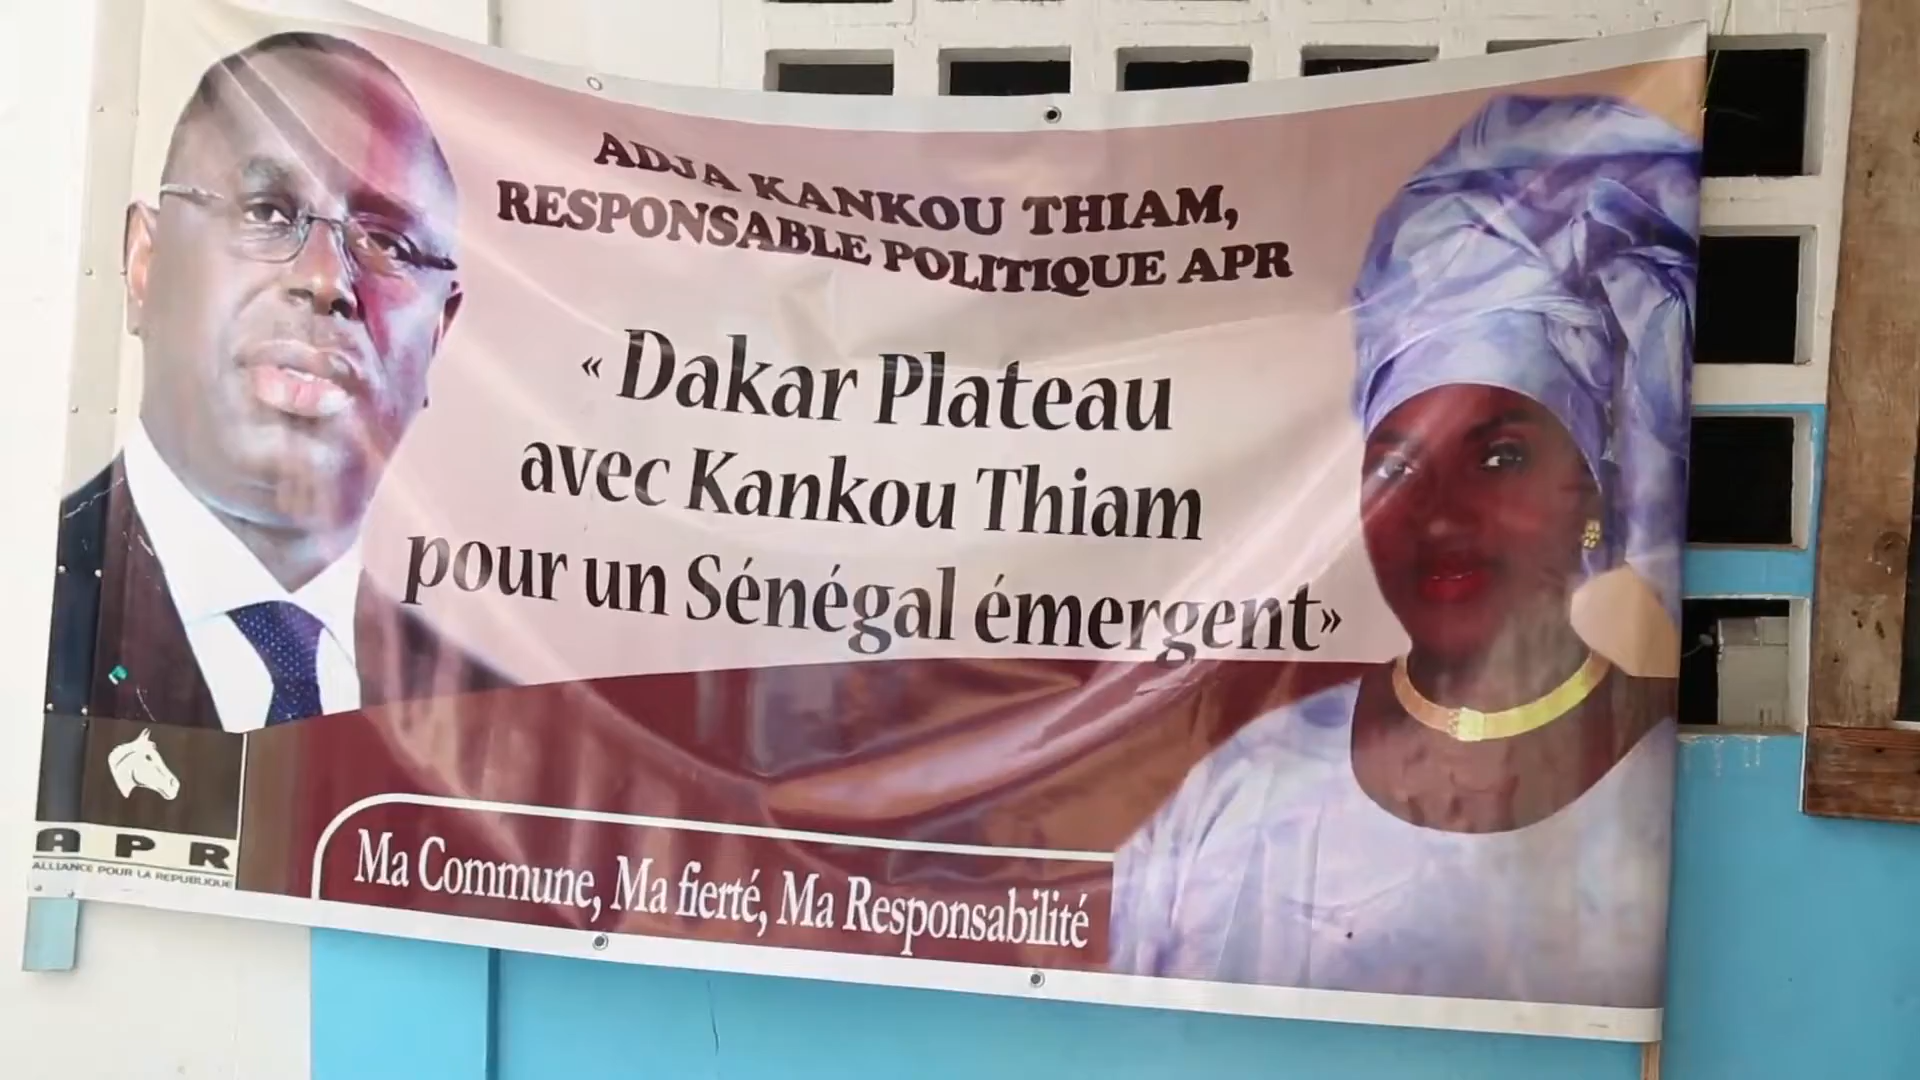 ADJA KANKOU THIAM,
RESPONSABLE POLITIQUE APR
« Dakar Plateau
avec Kankou Thiam
pour un Sénégal émergent»
APR
ALLIANCE POUR LA REPUBLIQUE
Ma Commune, Ma fierté, Ma Responsabilité